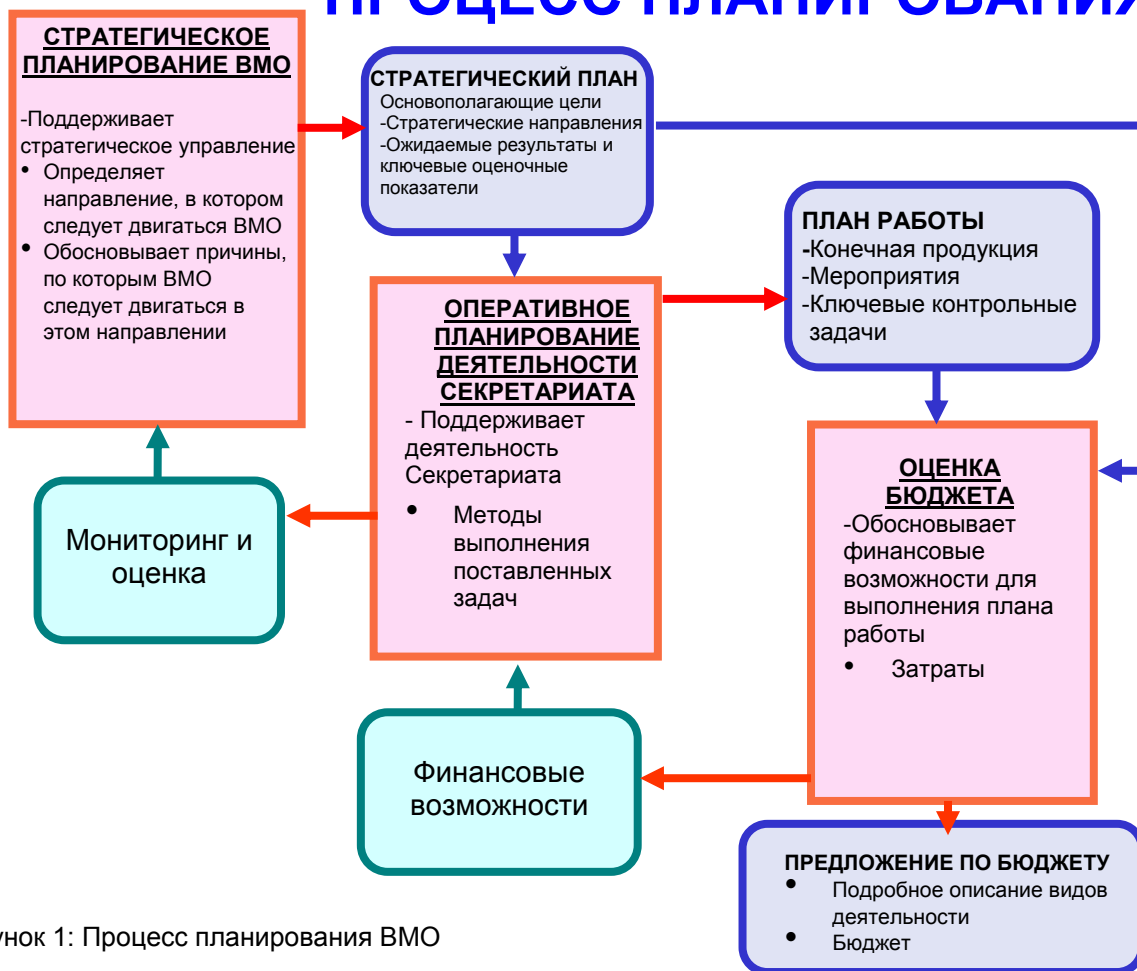 ПРОЦЕСС ПЛАНИРОВАНИЯ
СТРАТЕГИЧЕСКОЕ
ПЛАНИРОВАНИЕ ВМО
-Поддерживает
стратегическое управление
• Определяет
направление, в котором
следует двигаться ВМО
• Обосновывает причины,
по которым ВМО
следует двигаться в
этом направлении
СТРАТЕГИЧЕСКИЙ ПЛАН
Основополагающие цели
-Стратегические направления
-Ожидаемые результаты и
ключевые оценочные
показатели
ПЛАН РАБОТЫ
-Конечная продукция
-Мероприятия
-Ключевые контрольные
задачи
ОПЕРАТИВНОЕ
ПЛАНИРОВАНИЕ
ДЕЯТЕЛЬНОСТИ
СЕКРЕТАРИАТА
- Поддерживает
деятельность
Секретариата
• Методы
выполнения
поставленных
задач
ОЦЕНКА
БЮДЖЕТА
-Обосновывает
финансовые
возможности для
выполнения плана
работы
• Затраты
Мониторинг и
оценка
Финансовые
возможности
ПРЕДЛОЖЕНИЕ ПО БЮДЖЕТУ
• Подробное описание видов
деятельности
• Бюджет
унок 1: Процесс планирования ВМО